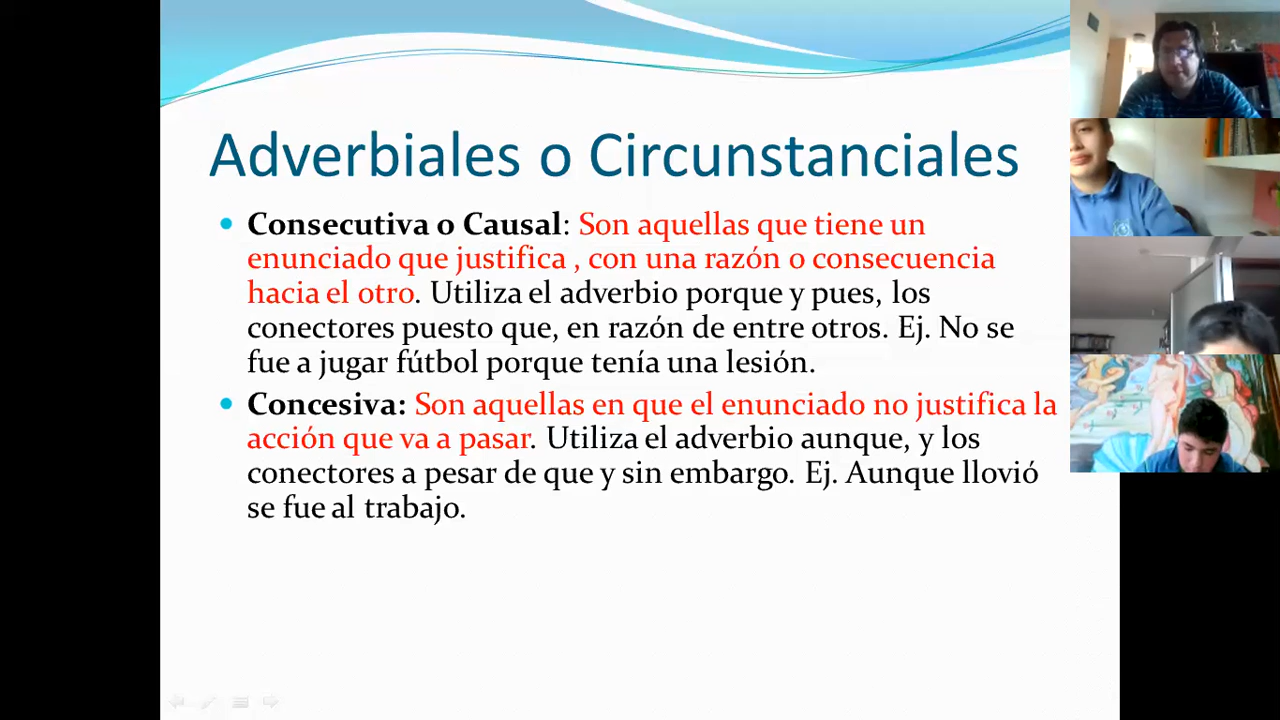 Adverbiales o Circunstanciales
Consecutiva o Causal: Son aquellas que tiene un
enunciado que justifica , con una razón o consecuencia
hacia el otro. Utiliza el adverbio porque y pues, los
conectores puesto que, en razón de entre otros. Ej. No se
fue a jugar fútbol porque tenía una lesión.
Concesiva: Son aquellas en que el enunciado no justifica la
acción que va a pasar. Utiliza el adverbio aunque, y los
conectores a pesar de que y sin embargo. Ej. Aunque llovió
se fue al trabajo.